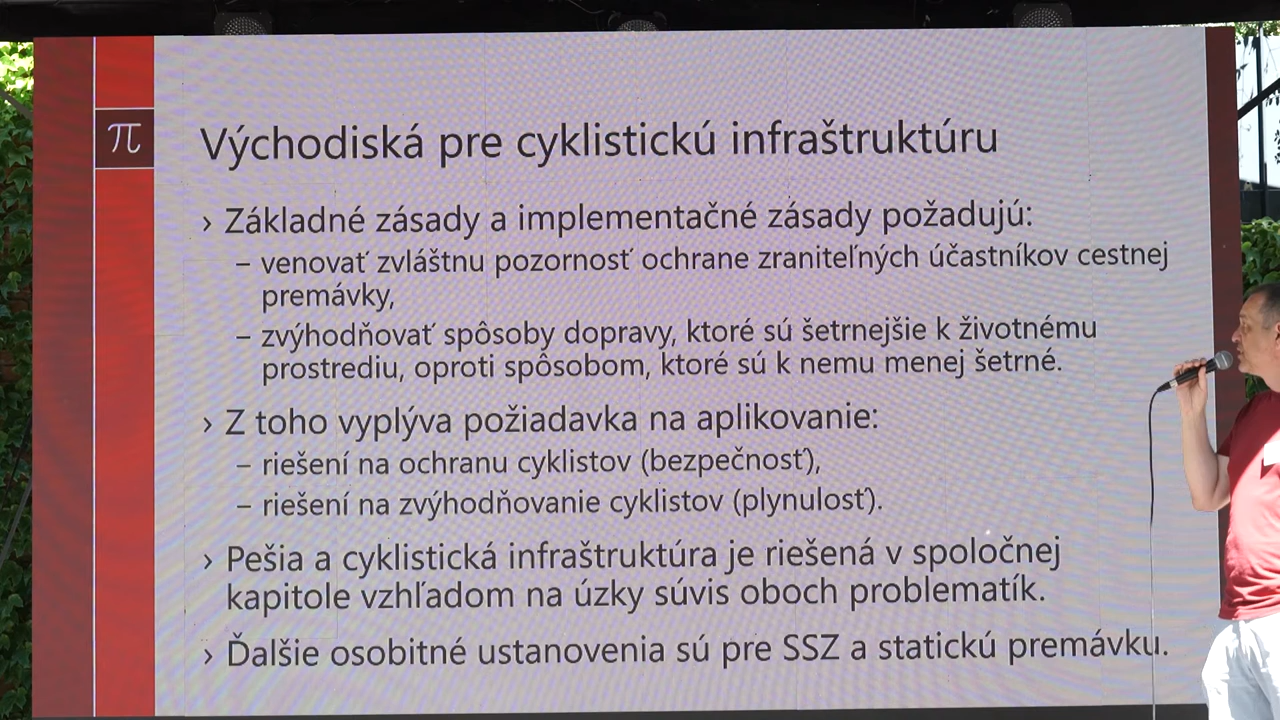 π
Východiská pre cyklistickú infraštruktúru
› Základné zásady a implementačné zásady požadujú:
– venovať zvláštnu pozornosť ochrane zraniteľných účastníkov cestnej
premávky,
– zvýhodňovať spôsoby dopravy, ktoré sú šetrnejšie k životnému
prostrediu, oproti spôsobom, ktoré sú k nemu menej šetrné.
› Z toho vyplýva požiadavka na aplikovanie:
– riešení na ochranu cyklistov (bezpečnosť),
– riešení na zvýhodňovanie cyklistov (plynulosť).
› Pešia a cyklistická infraštruktúra je riešená v spoločnej
kapitole vzhľadom na úzky súvis oboch problematík.
› Ďalšie osobitné ustanovenia sú pre SSZ a statickú premávku.